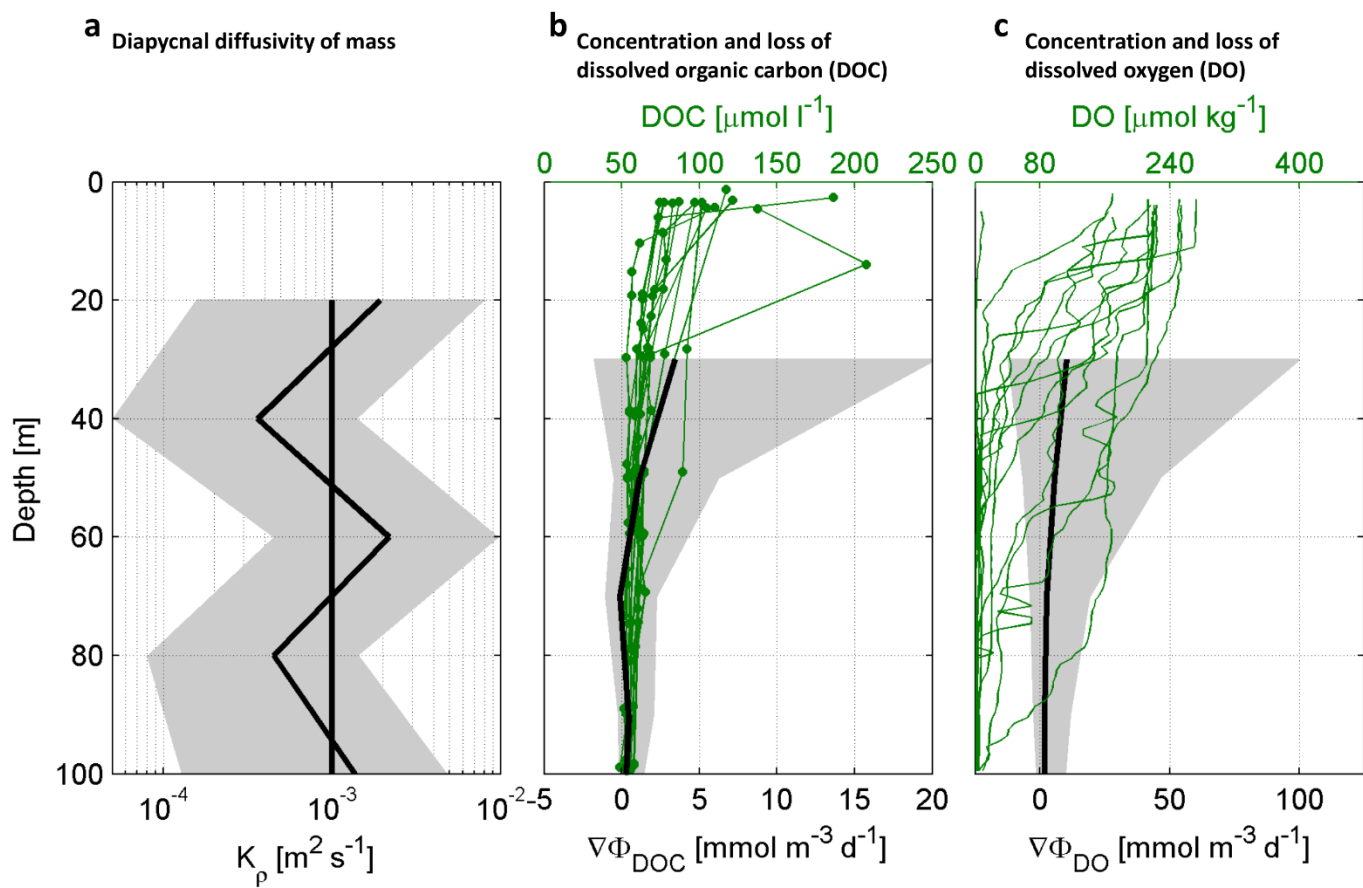 a Diapycnal diffusivity of mass
b Concentration and loss of
dissolved organic carbon (DOC)
c Concentration and loss of
dissolved oxygen (DO)
DOC [μmol l⁻¹]
DO [μmol kg⁻¹]
0 50 100 150 200 250
0 80 240 400
0
20
40
60
80
100
Depth [m]
10⁻⁴ 10⁻³ 10⁻²
-5 0 5 10 15 20
0 50 100
Kρ [m² s⁻¹]
∇Φ_DOC [mmol m⁻³ d⁻¹]
∇Φ_DO [mmol m⁻³ d⁻¹]